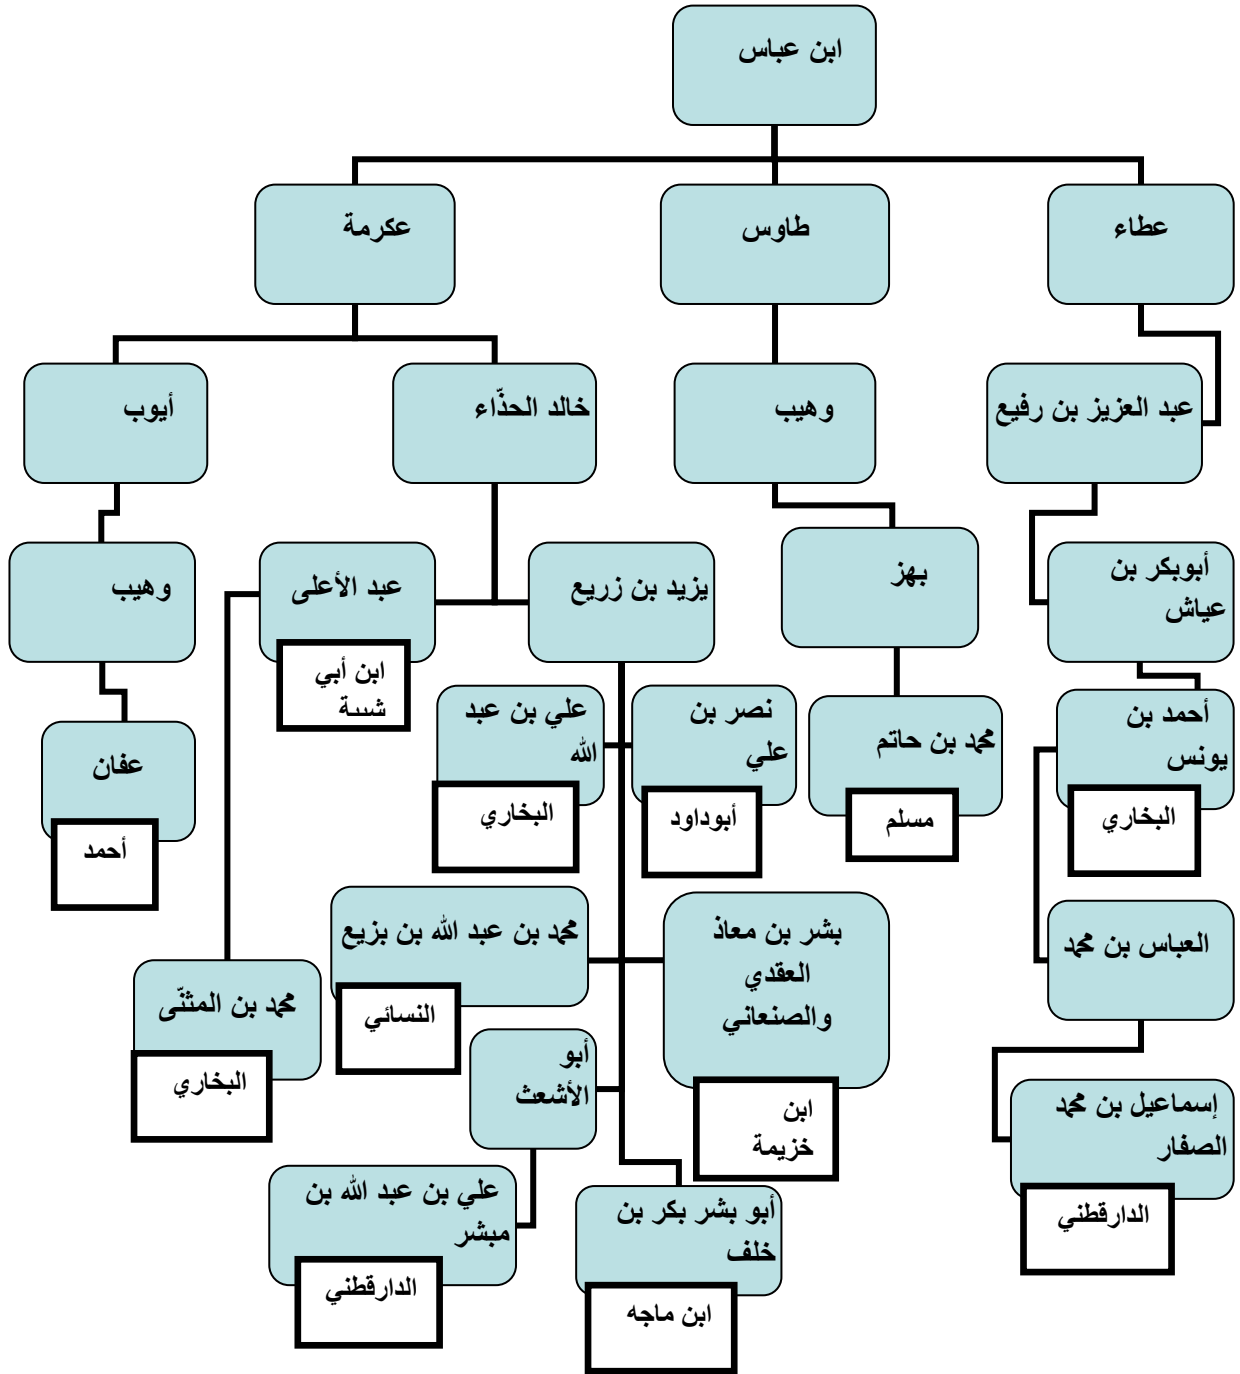 ابن عباس
عطاء
طاوس
عكرمة
عبد العزيز بن رفيع
وهيب
خالد الحذّاء
أيوب
أبوبكر بن
عياش
بهز
يزيد بن زريع
عبد الأعلى
وهيب
ابن أبي
شيبة
أحمد بن
يونس
محمد بن حاتم
نصر بن
علي
علي بن عبد
الله
عفان
البخاري
مسلم
أبوداود
البخاري
أحمد
العباس بن محمد
بشر بن معاذ
العقدي
والصنعاني
محمد بن عبد الله بن بزيع
النسائي
محمد بن المثنّى
البخاري
أبو
الأشعث
ابن
خزيمة
إسماعيل بن محمد
الصفار
الدارقطني
أبو بشر بكر بن
خلف
ابن ماجه
علي بن عبد الله بن
مبشر
الدارقطني